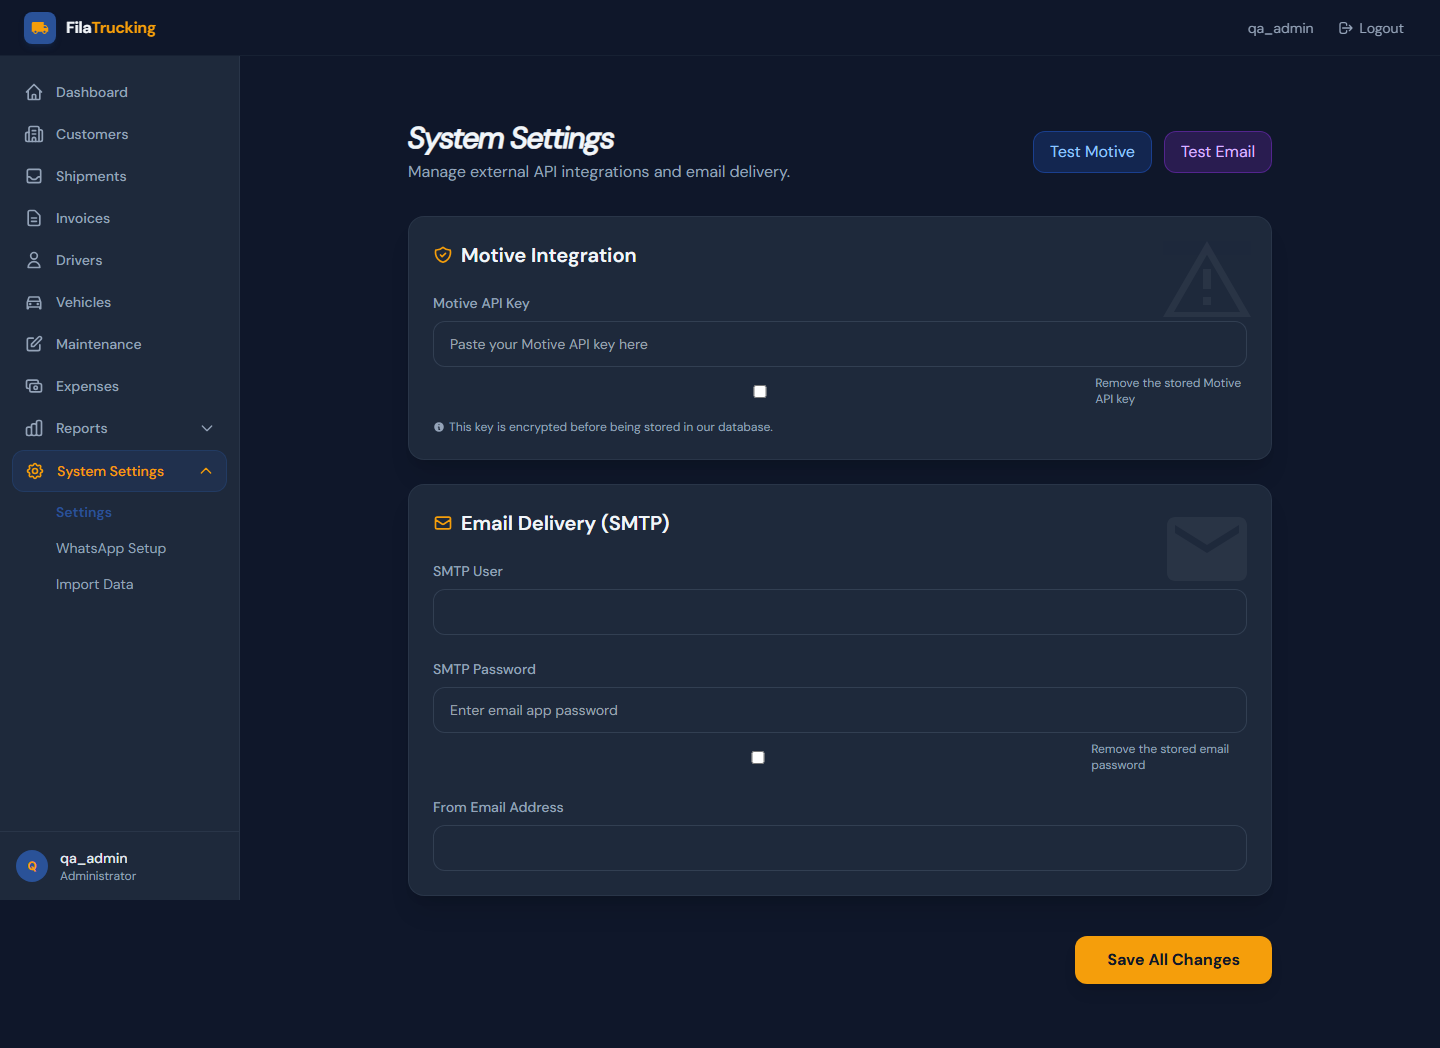 FilaTrucking
qa_admin
Logout
Dashboard
Customers
Shipments
Invoices
Drivers
Vehicles
Maintenance
Expenses
Reports
System Settings
Settings
WhatsApp Setup
Import Data
Q
qa_admin
Administrator
System Settings
Manage external API integrations and email delivery.
Test Motive
Test Email
Motive Integration
Motive API Key
Paste your Motive API key here
Remove the stored Motive
API key
This key is encrypted before being stored in our database.
Email Delivery (SMTP)
SMTP User
SMTP Password
Enter email app password
Remove the stored email
password
From Email Address
Save All Changes